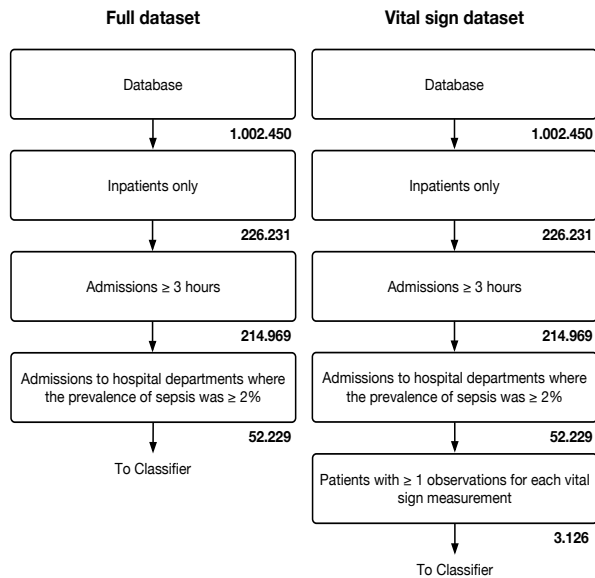 Full dataset
Database
1.002.450
Inpatients only
226.231
Admissions ≥ 3 hours
214.969
Admissions to hospital departments where
the prevalence of sepsis was ≥ 2%
52.229
To Classifier
Vital sign dataset
Database
1.002.450
Inpatients only
226.231
Admissions ≥ 3 hours
214.969
Admissions to hospital departments where
the prevalence of sepsis was ≥ 2%
52.229
Patients with ≥ 1 observations for each vital
sign measurement
3.126
To Classifier